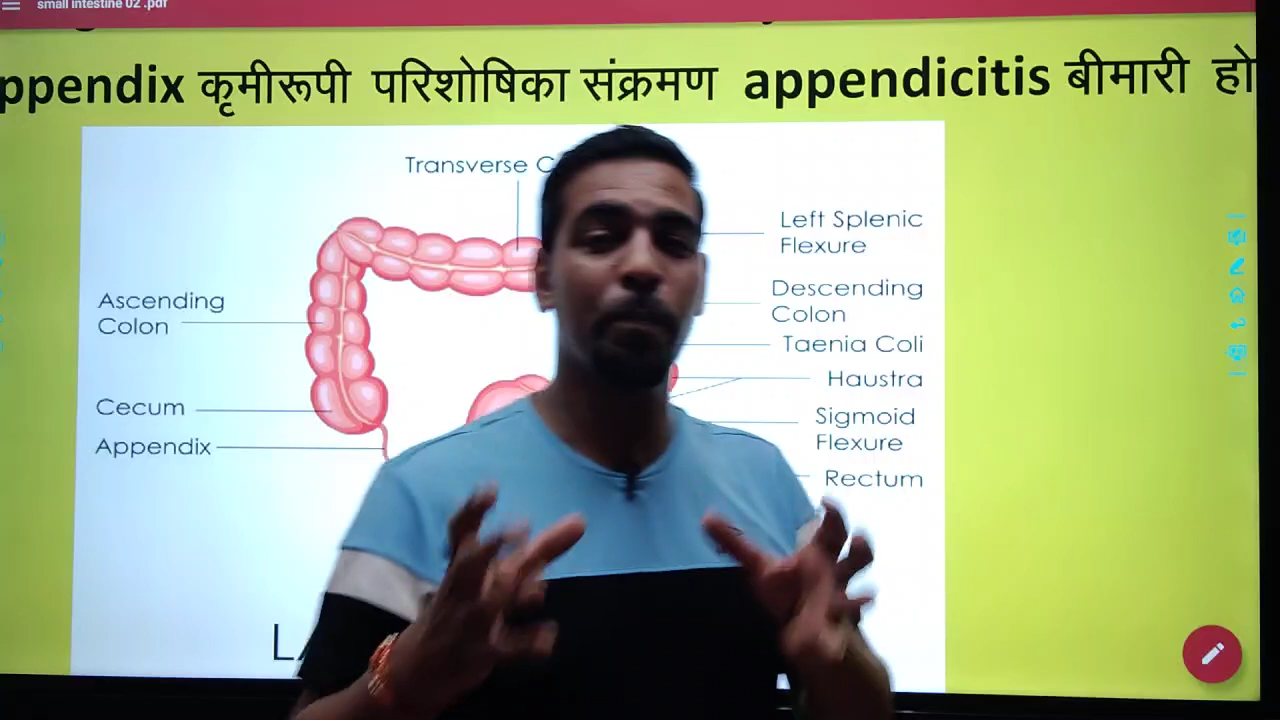 small intestine 02 .pdf
ppendix कृमीरूपी परिशोषिका संक्रमण appendicitis बीमारी हो
Transverse C
Left Splenic
Flexure
Descending
Colon
Ascending
Colon
Taenia Coli
Haustra
Cecum
Sigmoid
Flexure
Appendix
Rectum